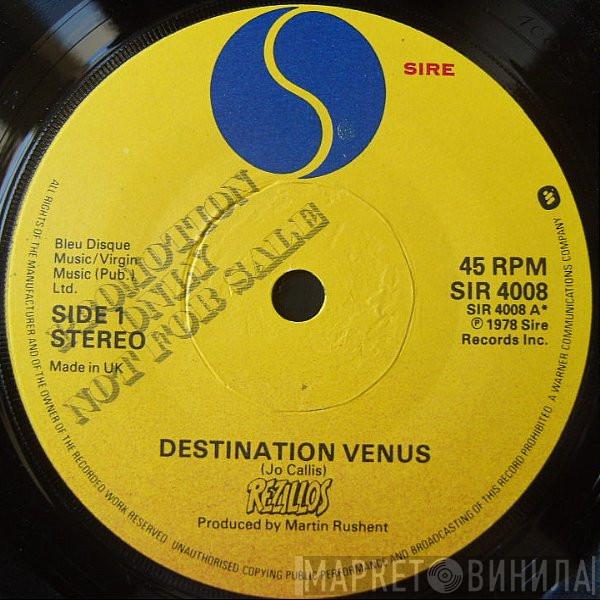 SIRE
Bleu Disque
Music/Virgin
Music (Pub.)
Ltd.
SIDE 1
STEREO
Made in UK
PROMOTION
ONLY
NOT FOR SALE
45 RPM
SIR 4008
SIR 4008 A*
℗ 1978 Sire
Records Inc.
DESTINATION VENUS
(Jo Callis)
REZILLOS
Produced by Martin Rushent
ALL RIGHTS OF THE MANUFACTURER AND OF THE OWNER OF THE RECORDED WORK RESERVED. UNAUTHORISED COPYING PUBLIC PERFORMANCE AND BROADCASTING OF THIS RECORD PROHIBITED. A WARNER COMMUNICATIONS COMPANY
МАРКЕТ ВИНИЛА